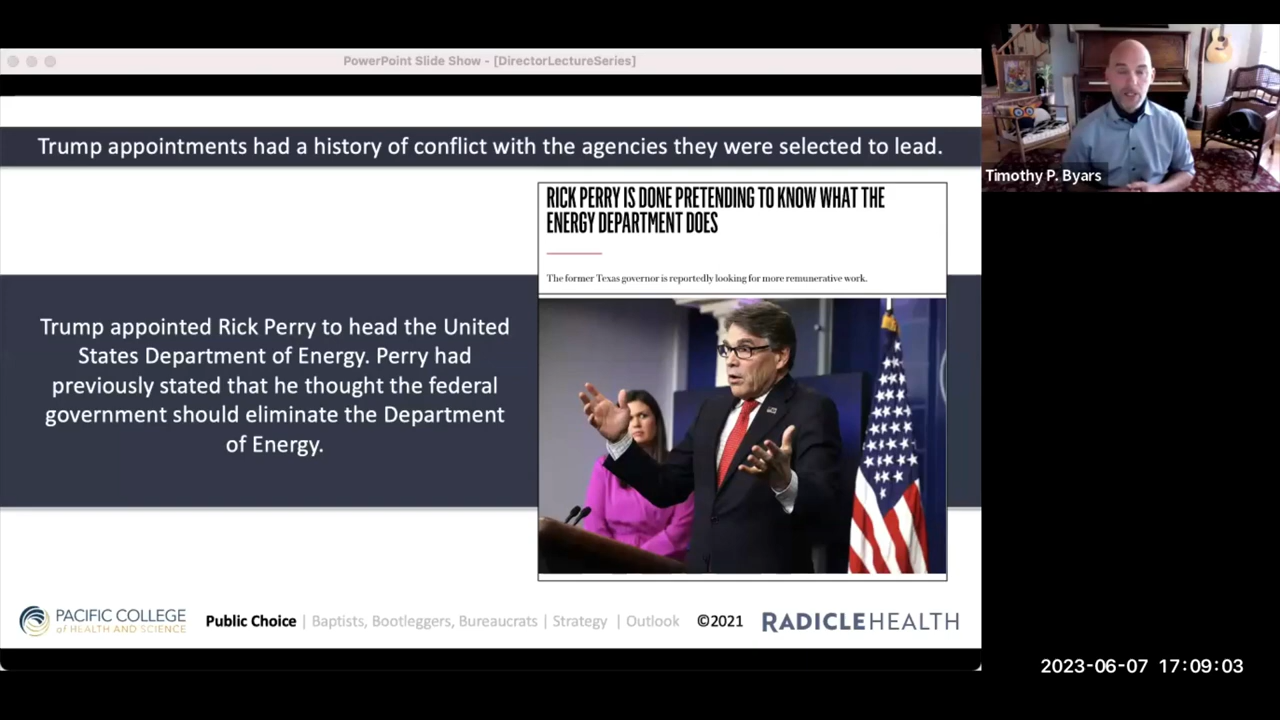 PowerPoint Slide Show - [DirectorLectureSeries]
Trump appointments had a history of conflict with the agencies they were selected to lead.
Timothy P. Byars
RICK PERRY IS DONE PRETENDING TO KNOW WHAT THE
ENERGY DEPARTMENT DOES
The former Texas governor is reportedly looking for more remunerative work.
Trump appointed Rick Perry to head the United
States Department of Energy. Perry had
previously stated that he thought the federal
government should eliminate the Department
of Energy.
PACIFIC COLLEGE
of HEALTH AND SCIENCE
Public Choice | Baptists, Bootleggers, Bureaucrats | Strategy | Outlook ©2021
RADICLEHEALTH
2023-06-07 17:09:03